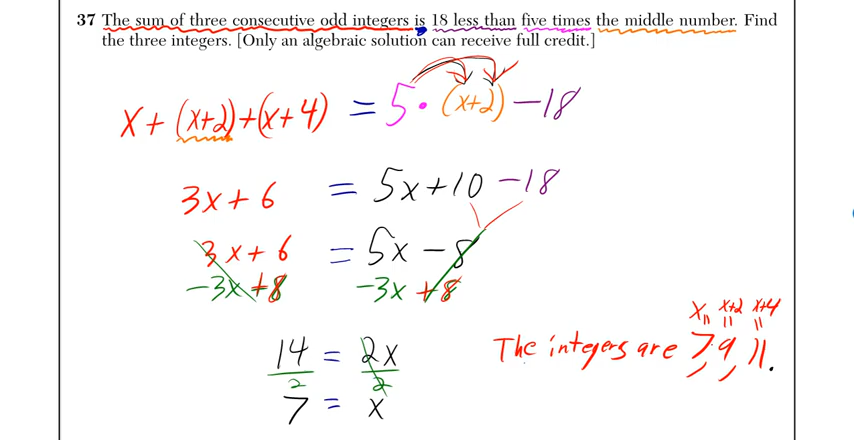 37 The sum of three consecutive odd integers is 18 less than five times the middle number. Find
the three integers. [Only an algebraic solution can receive full credit.]
x + (x+2) + (x+4) = 5 • (x+2) - 18
3x + 6 = 5x + 10 - 18
3x + 6 = 5x - 8
-3x +8 -3x +8
14 = 2x
2 2
7 = x
x x+2 x+4
" " "
The integers are 7, 9, 11.